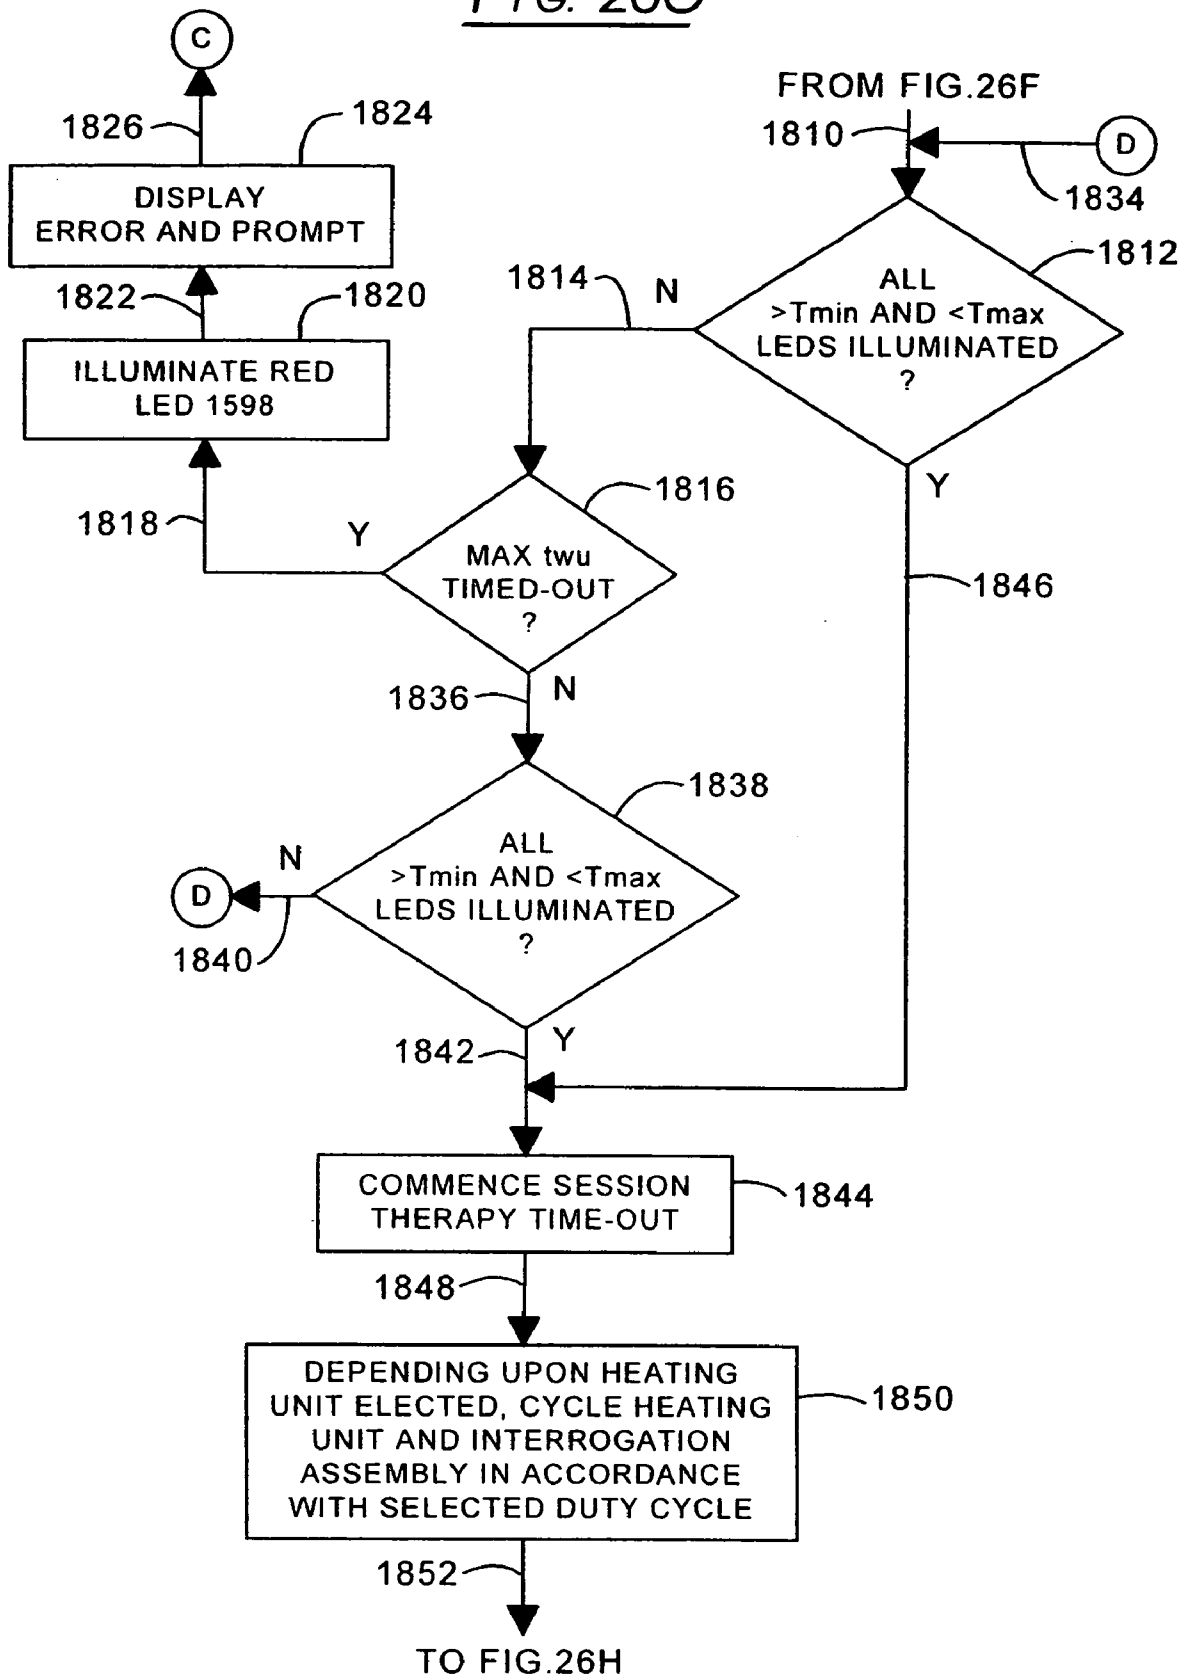 FIG. 26G
C
1826
1824
DISPLAY
ERROR AND PROMPT
1822
1820
ILLUMINATE RED
LED 1598
1818
Y
FROM FIG.26F
1810
D
1834
1812
ALL
>Tmin AND <Tmax
LEDS ILLUMINATED
?
1814
N
Y
1816
MAX twu
TIMED-OUT
?
1846
1836
N
1838
ALL
>Tmin AND <Tmax
LEDS ILLUMINATED
?
N
D
1840
1842
Y
COMMENCE SESSION
THERAPY TIME-OUT
1844
1848
DEPENDING UPON HEATING
UNIT ELECTED, CYCLE HEATING
UNIT AND INTERROGATION
ASSEMBLY IN ACCORDANCE
WITH SELECTED DUTY CYCLE
1850
1852
TO FIG.26H